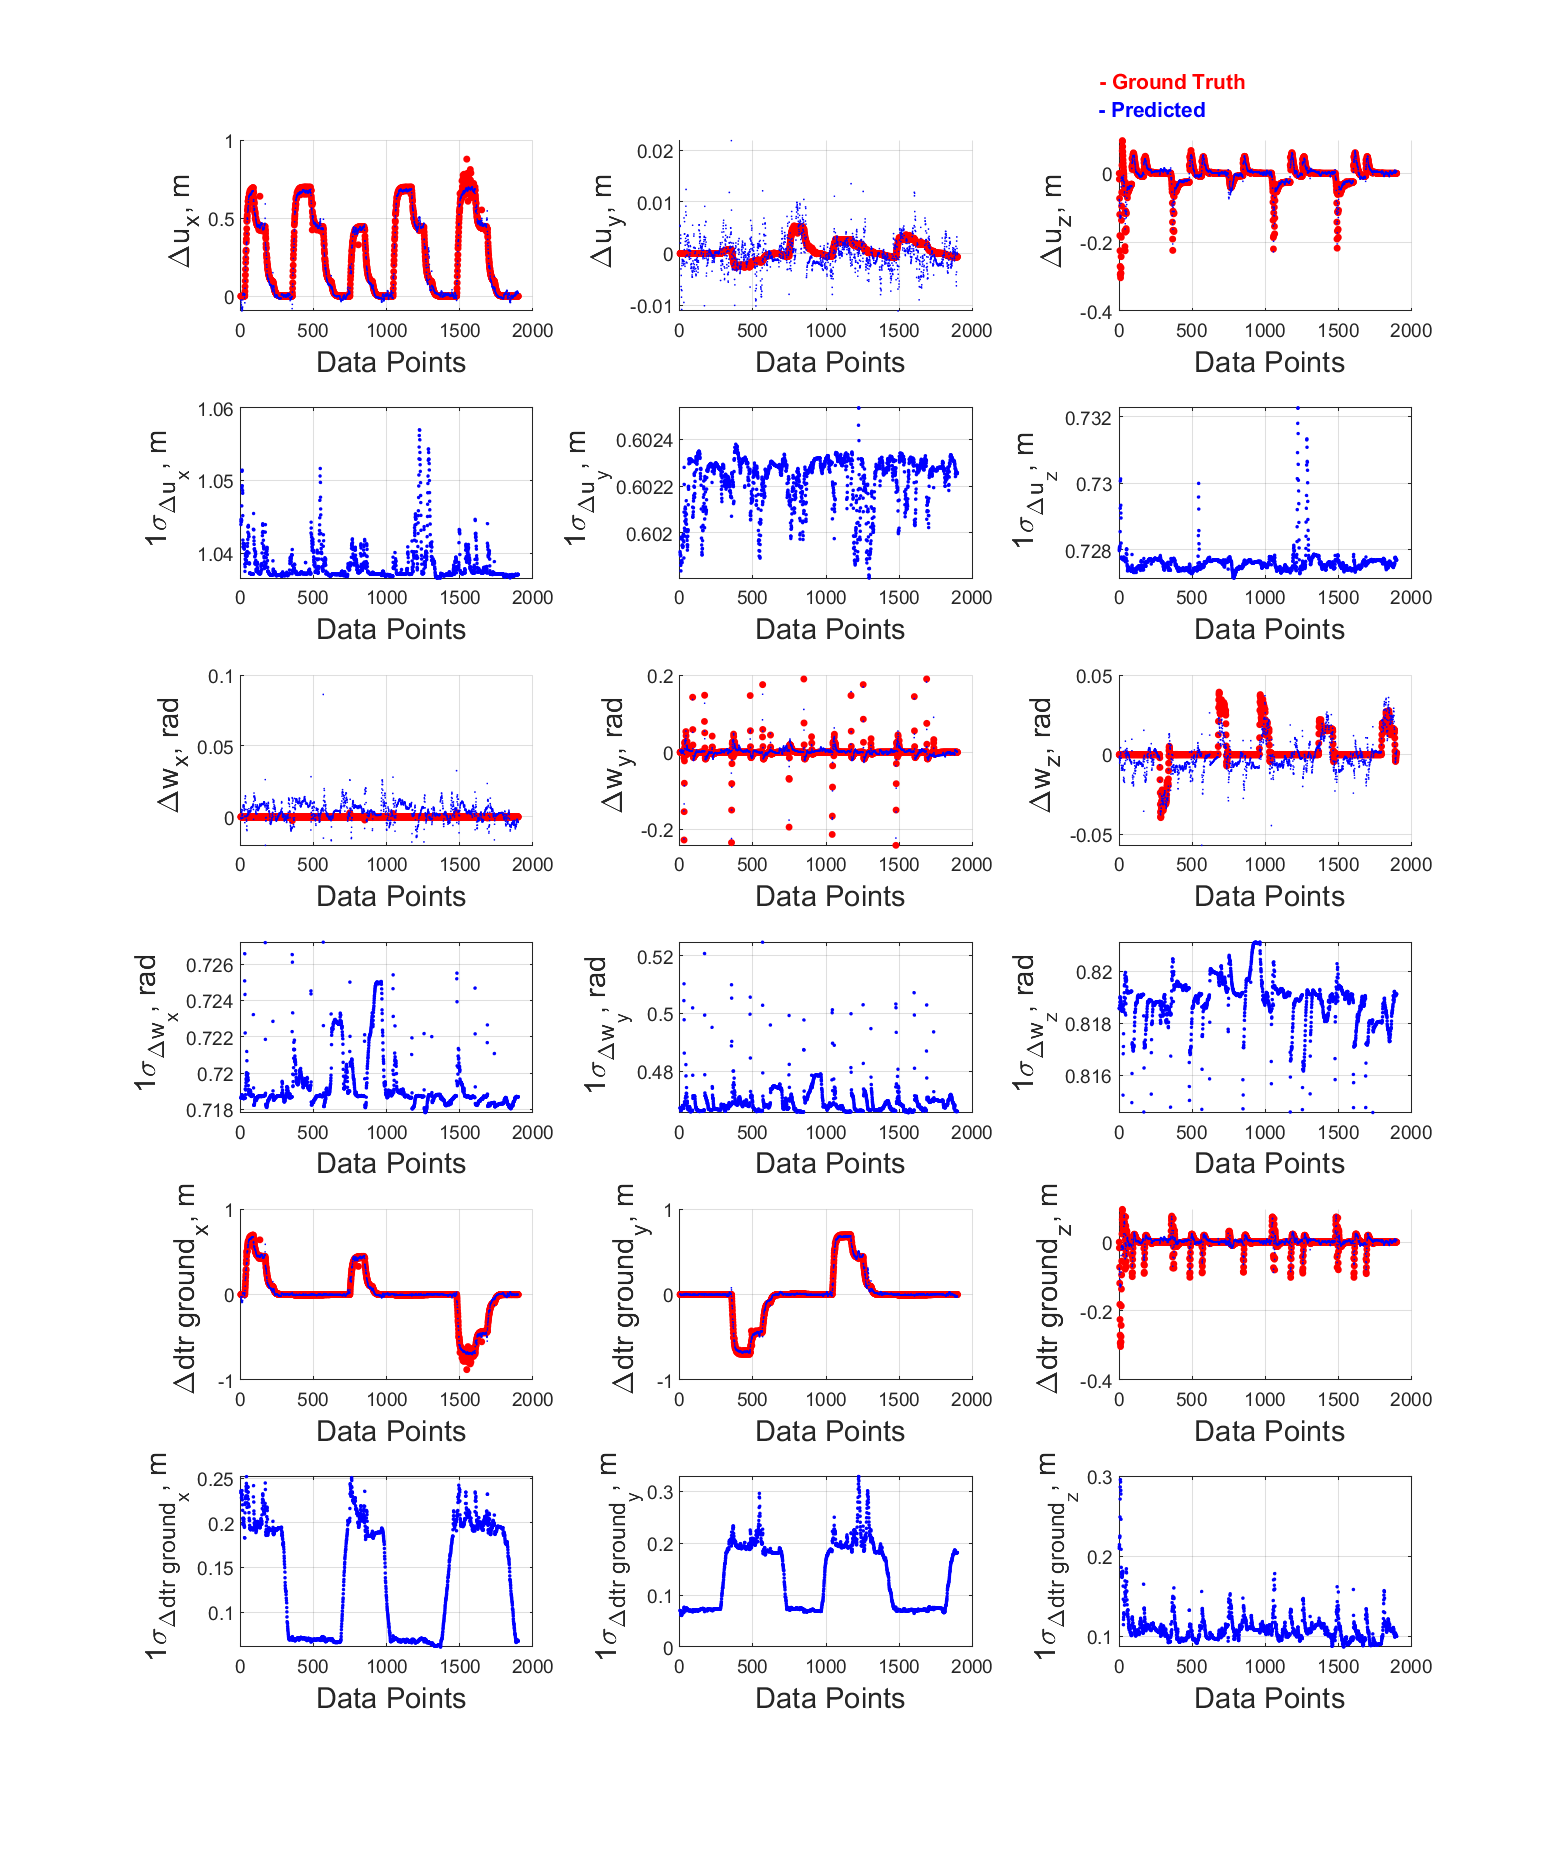 - Ground Truth
- Predicted
Δu_x, m
1
0.5
0
0 500 1000 1500 2000
Data Points
Δu_y, m
0.02
0.01
0
-0.01
0 500 1000 1500 2000
Data Points
Δu_z, m
0
-0.2
-0.4
0 500 1000 1500 2000
Data Points
1σ_Δu_x, m
1.06
1.05
1.04
0 500 1000 1500 2000
Data Points
1σ_Δu_y, m
0.6024
0.6022
0.602
0 500 1000 1500 2000
Data Points
1σ_Δu_z, m
0.732
0.73
0.728
0 500 1000 1500 2000
Data Points
Δw_x, rad
0.1
0.05
0
0 500 1000 1500 2000
Data Points
Δw_y, rad
0.2
0
-0.2
0 500 1000 1500 2000
Data Points
Δw_z, rad
0.05
0
-0.05
0 500 1000 1500 2000
Data Points
1σ_Δw_x, rad
0.726
0.724
0.722
0.72
0.718
0 500 1000 1500 2000
Data Points
1σ_Δw_y, rad
0.52
0.5
0.48
0 500 1000 1500 2000
Data Points
1σ_Δw_z, rad
0.82
0.818
0.816
0 500 1000 1500 2000
Data Points
Δdtr ground_x, m
1
0
-1
0 500 1000 1500 2000
Data Points
Δdtr ground_y, m
1
0
-1
0 500 1000 1500 2000
Data Points
Δdtr ground_z, m
0
-0.2
-0.4
0 500 1000 1500 2000
Data Points
1σ_Δdtr ground_x, m
0.25
0.2
0.15
0.1
0 500 1000 1500 2000
Data Points
1σ_Δdtr ground_y, m
0.3
0.2
0.1
0
0 500 1000 1500 2000
Data Points
1σ_Δdtr ground_z, m
0.3
0.2
0.1
0 500 1000 1500 2000
Data Points